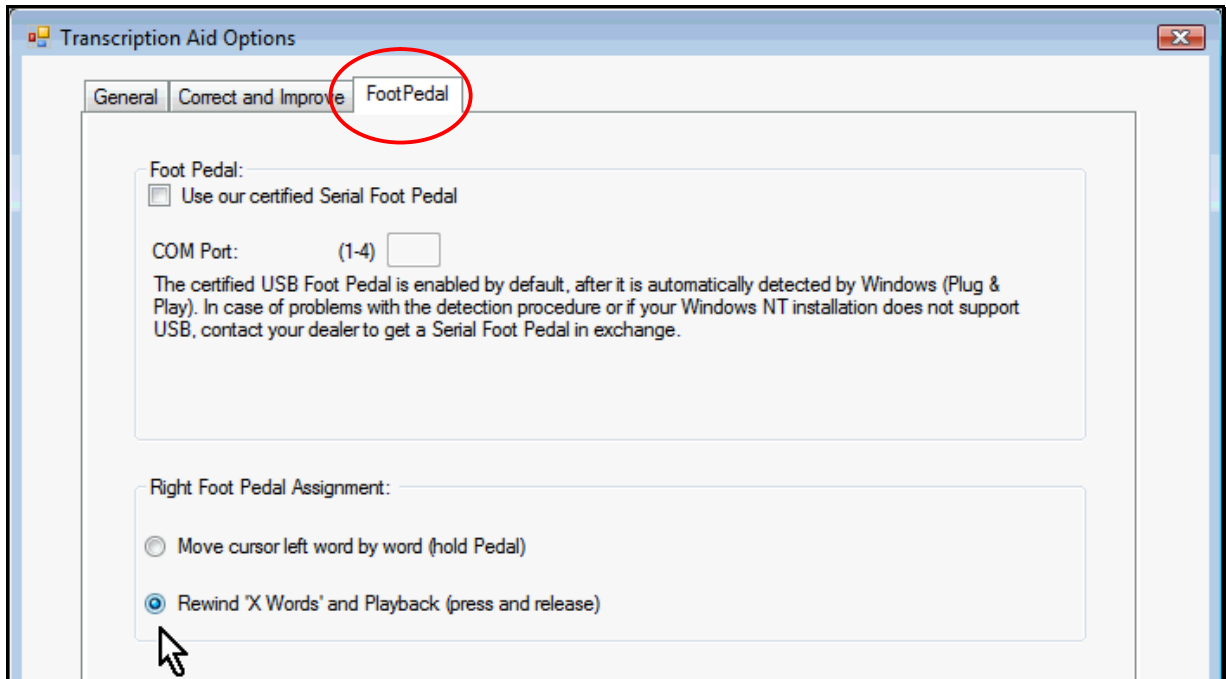 Transcription Aid Options
General Correct and Improve FootPedal
Foot Pedal:
Use our certified Serial Foot Pedal
COM Port: (1-4)
The certified USB Foot Pedal is enabled by default, after it is automatically detected by Windows (Plug &
Play). In case of problems with the detection procedure or if your Windows NT installation does not support
USB, contact your dealer to get a Serial Foot Pedal in exchange.
Right Foot Pedal Assignment:
Move cursor left word by word (hold Pedal)
Rewind 'X Words' and Playback (press and release)